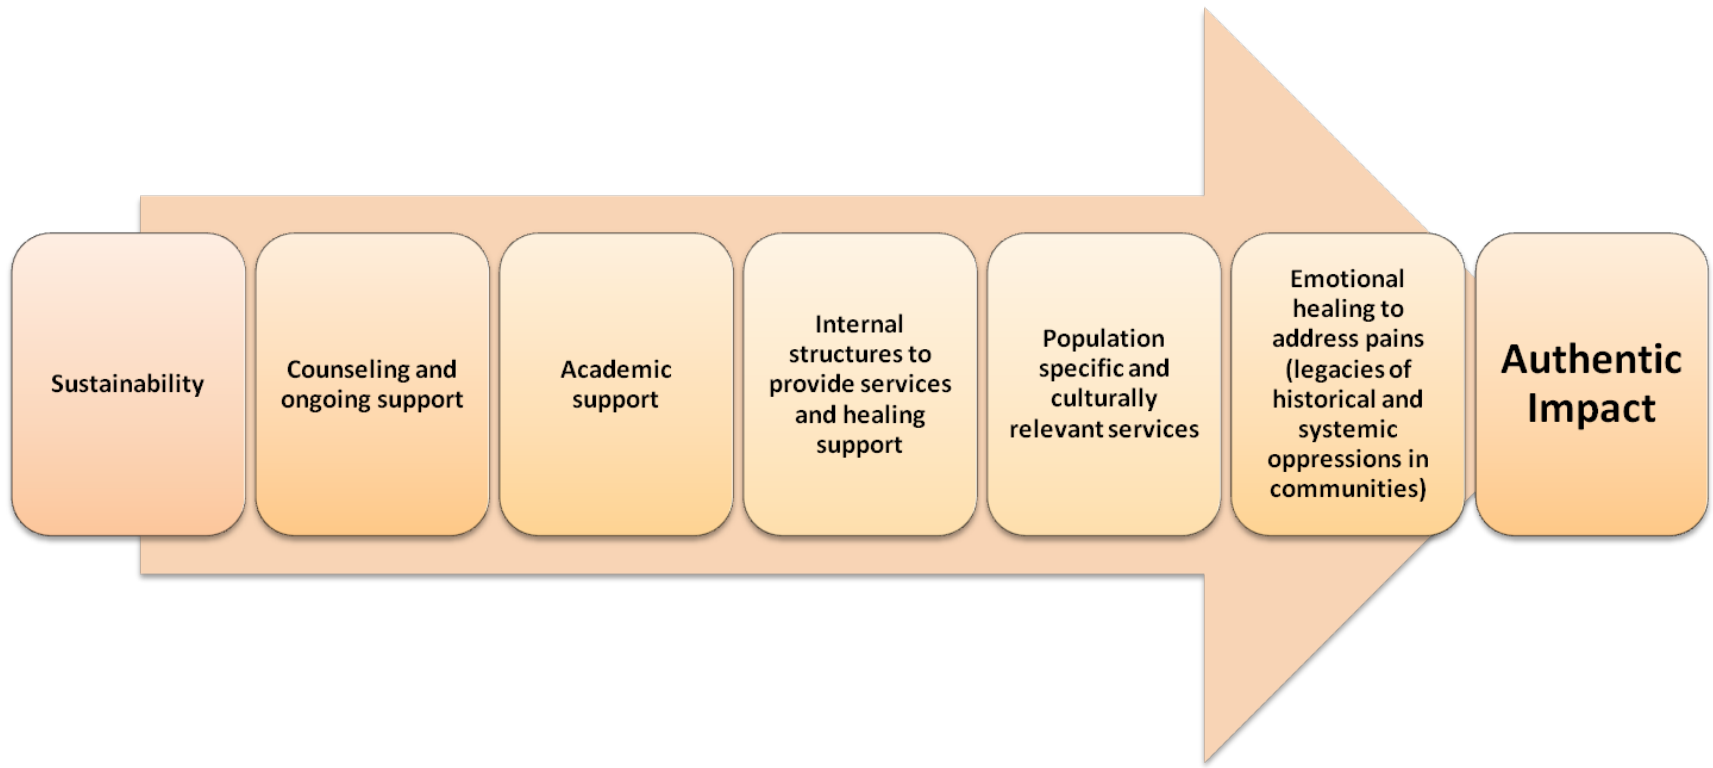 Sustainability
Counseling and
ongoing support
Academic
support
Internal
structures to
provide services
and healing
support
Population
specific and
culturally
relevant services
Emotional
healing to
address pains
(legacies of
historical and
systemic
oppressions in
communities)
Authentic
Impact